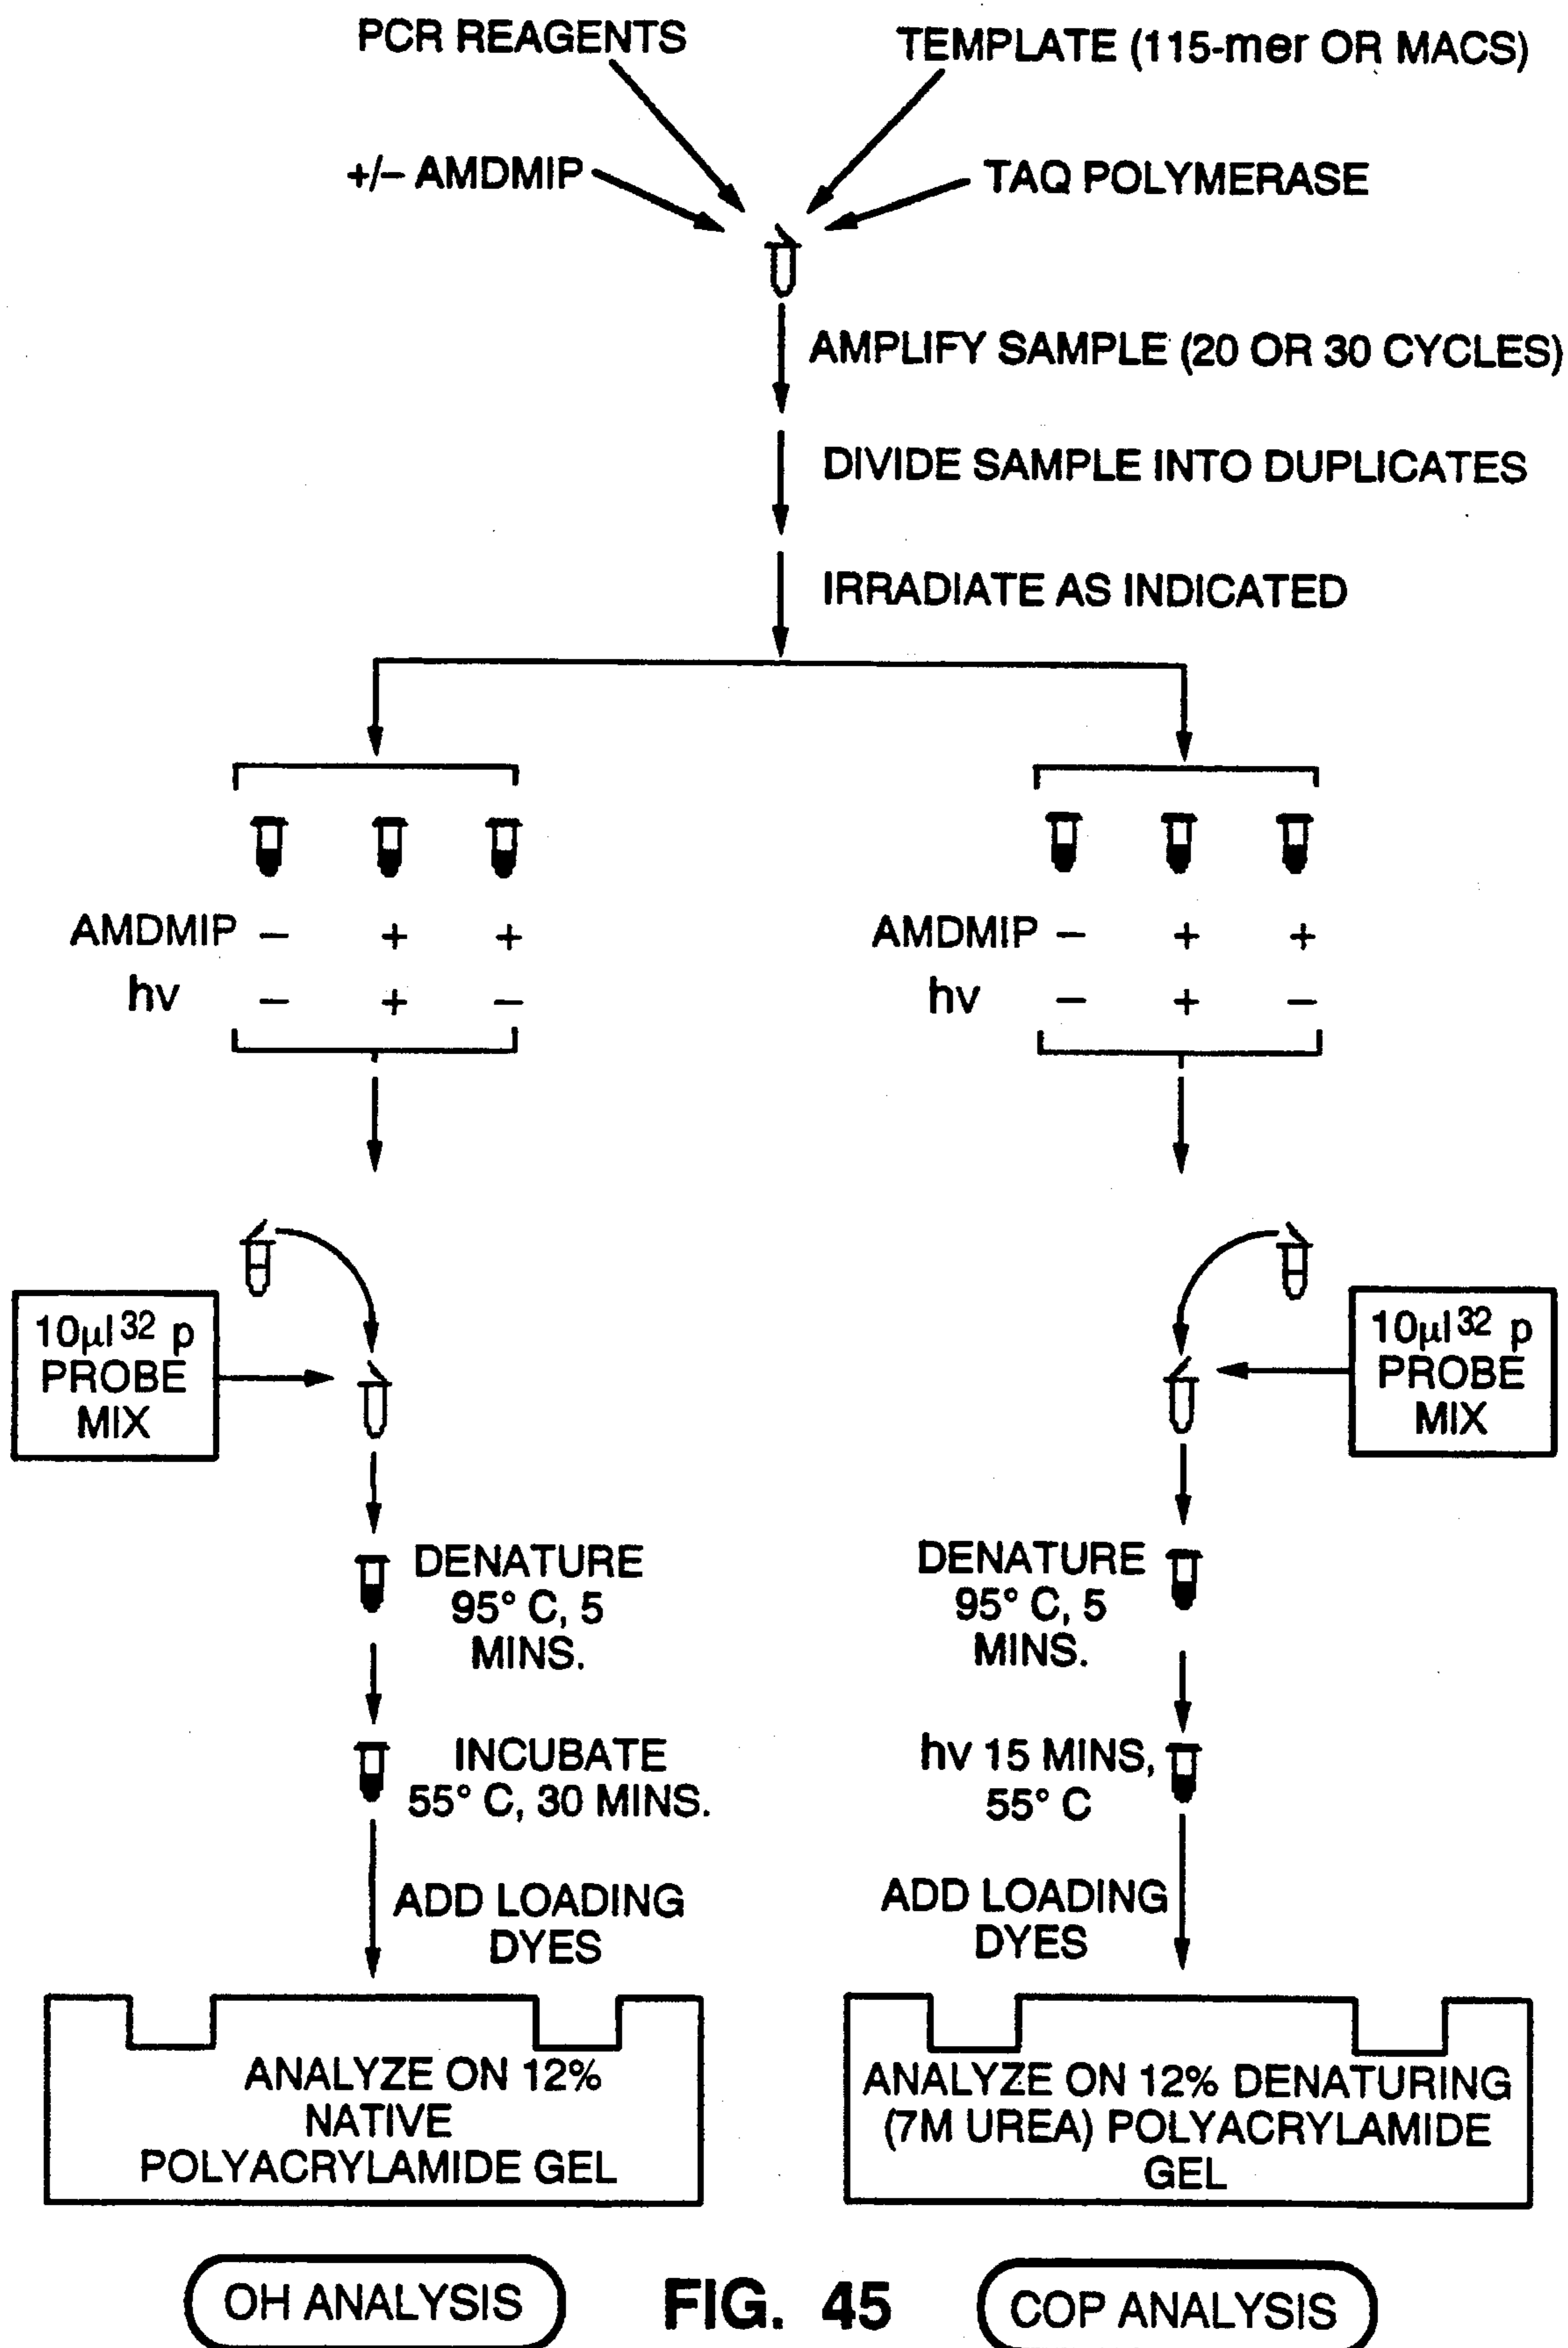 PCR REAGENTS
TEMPLATE (115-mer OR MACS)
+/– AMDMIP
TAQ POLYMERASE
AMPLIFY SAMPLE (20 OR 30 CYCLES)
DIVIDE SAMPLE INTO DUPLICATES
IRRADIATE AS INDICATED
AMDMIP – + +
hν – + –
AMDMIP – + +
hν – + –
10µl 32 p
PROBE
MIX
10µl 32 p
PROBE
MIX
DENATURE
95° C, 5
MINS.
INCUBATE
55° C, 30 MINS.
ADD LOADING
DYES
ANALYZE ON 12%
NATIVE
POLYACRYLAMIDE GEL
OH ANALYSIS
DENATURE
95° C, 5
MINS.
hν 15 MINS,
55° C
ADD LOADING
DYES
ANALYZE ON 12% DENATURING
(7M UREA) POLYACRYLAMIDE
GEL
COP ANALYSIS
FIG. 45